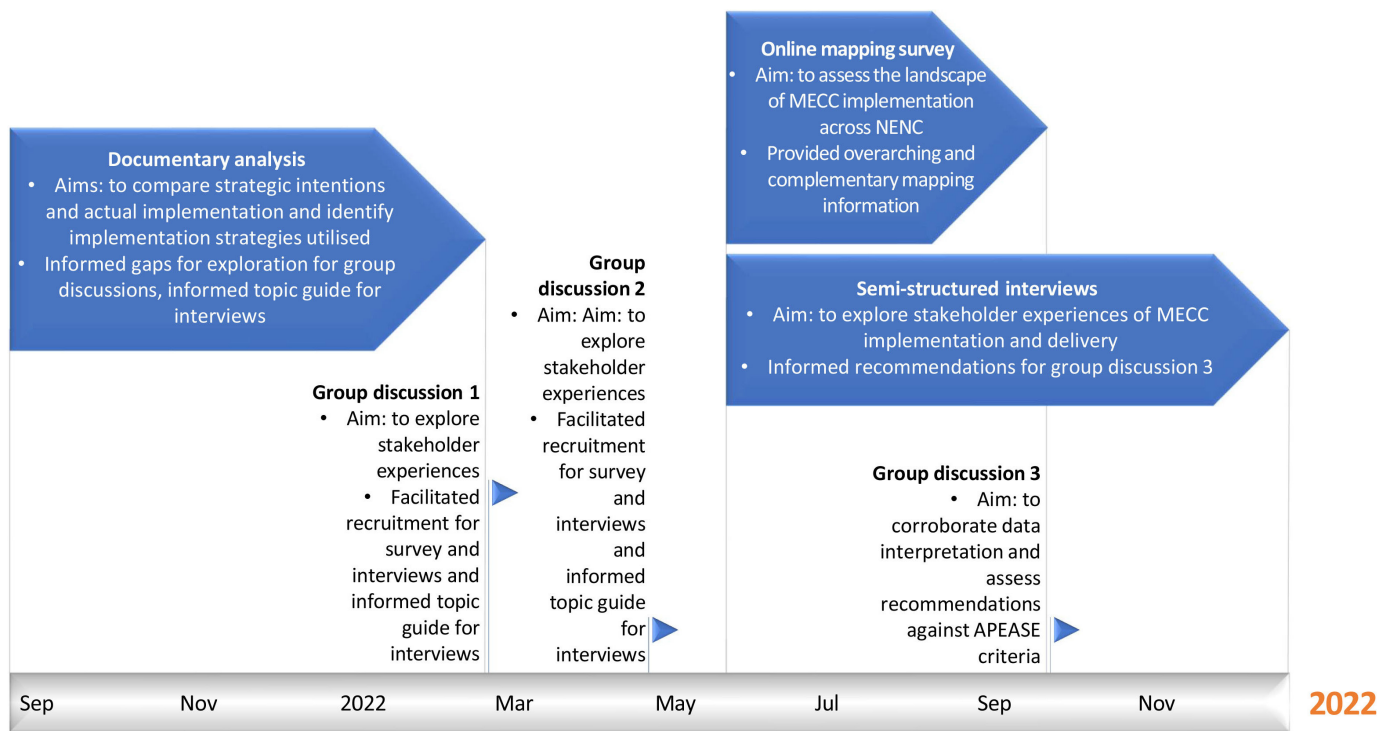 Documentary analysis
• Aims: to compare strategic intentions
and actual implementation and identify
implementation strategies utilised
• Informed gaps for exploration for group
discussions, informed topic guide for
interviews
Group discussion 1
• Aim: to explore
stakeholder
experiences
• Facilitated
recruitment for
survey and
interviews and
informed topic
guide for
interviews
Group
discussion 2
• Aim: Aim: to
explore
stakeholder
experiences
• Facilitated
recruitment
for survey
and
interviews
and
informed
topic guide
for
interviews
Online mapping survey
• Aim: to assess the landscape
of MECC implementation
across NENC
• Provided overarching and
complementary mapping
information
Semi-structured interviews
• Aim: to explore stakeholder experiences of MECC
implementation and delivery
• Informed recommendations for group discussion 3
Group discussion 3
• Aim: to
corroborate data
interpretation and
assess
recommendations
against APEASE
criteria
Sep Nov 2022 Mar May Jul Sep Nov 2022